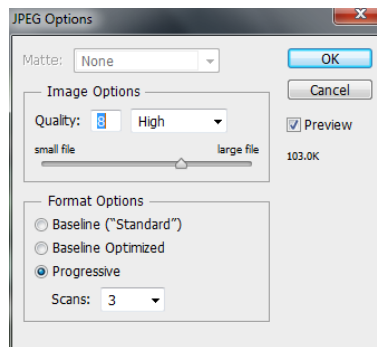 JPEG Options
Matte: None
OK
Image Options
Cancel
Quality: 8 High
Preview
small file large file
103.0K
Format Options
Baseline ("Standard")
Baseline Optimized
Progressive
Scans: 3